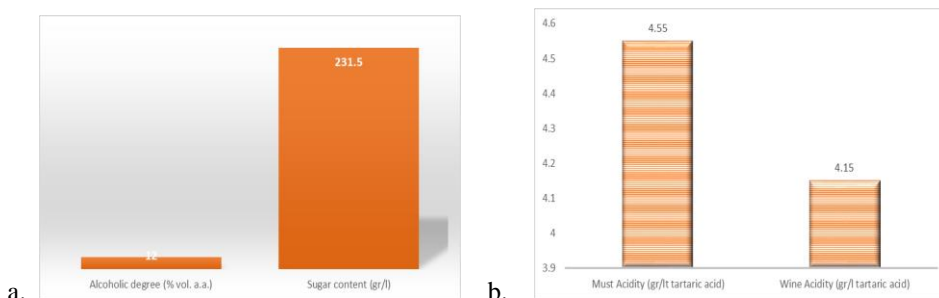 231.5
12
Alcoholic degree (% vol. a.a.)
Sugar content (gr/l)
a.
4.6
4.5
4.4
4.3
4.2
4.1
4
3.9
4.55
4.15
Must Acidity (gr/lt tartaric acid)
Wine Acidity (gr/l tartaric acid)
b.